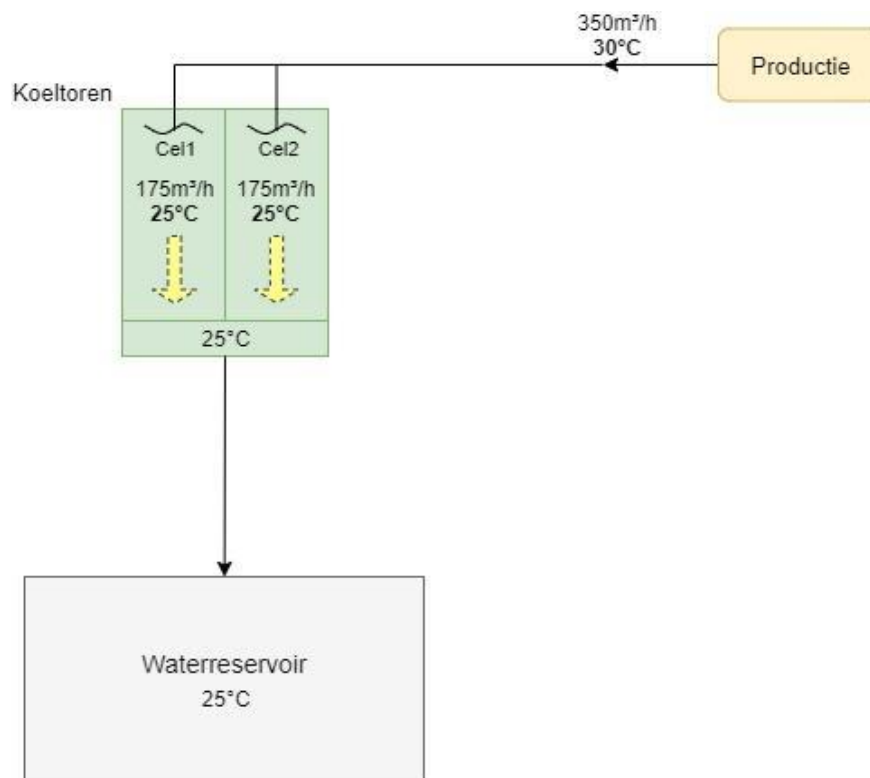 350m³/h
30°C
Productie
Koeltoren
Cel1
Cel2
175m³/h
25°C
175m³/h
25°C
25°C
Waterreservoir
25°C